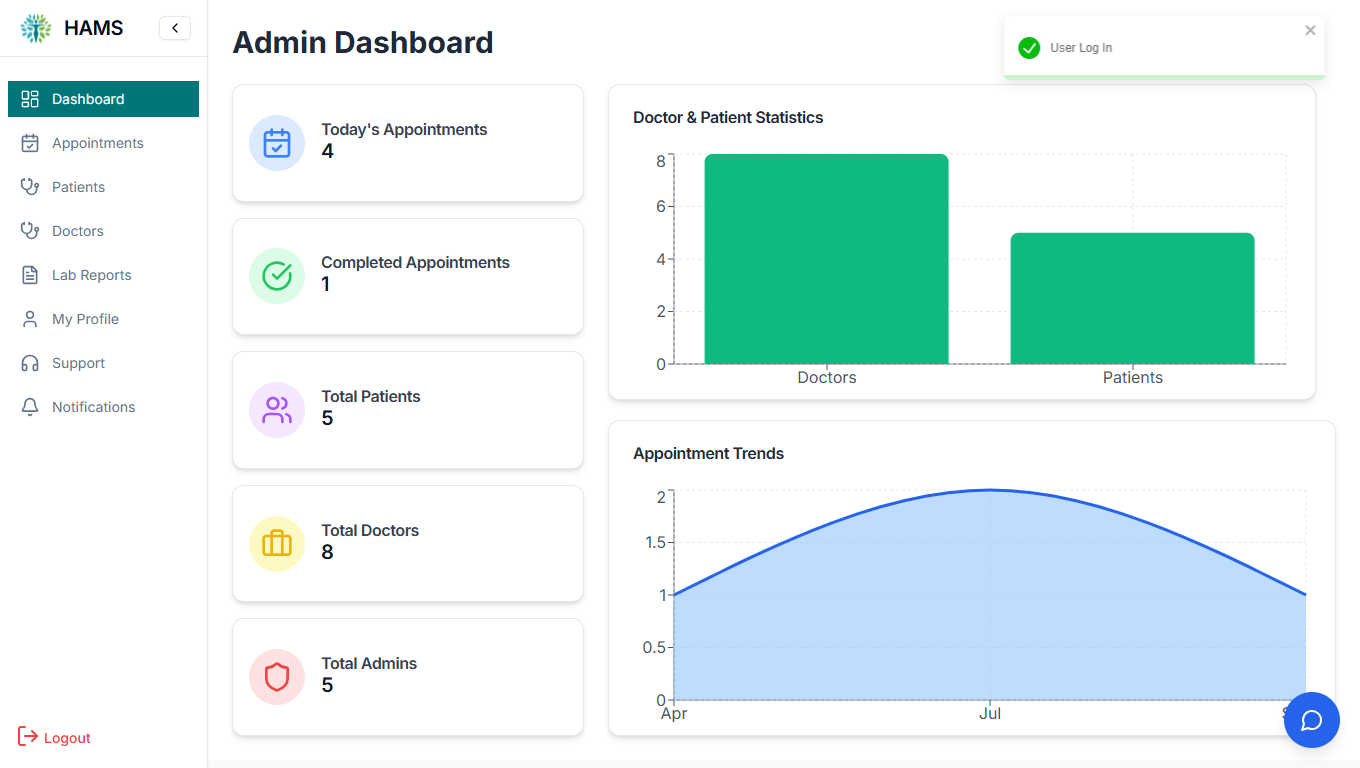 HAMS
Dashboard
Appointments
Patients
Doctors
Lab Reports
My Profile
Support
Notifications
Logout
Admin Dashboard
User Log In
Today's Appointments
4
Completed Appointments
1
Total Patients
5
Total Doctors
8
Total Admins
5
Doctor & Patient Statistics
8
6
4
2
0
Doctors Patients
Appointment Trends
2
1.5
1
0.5
0
Apr Jul